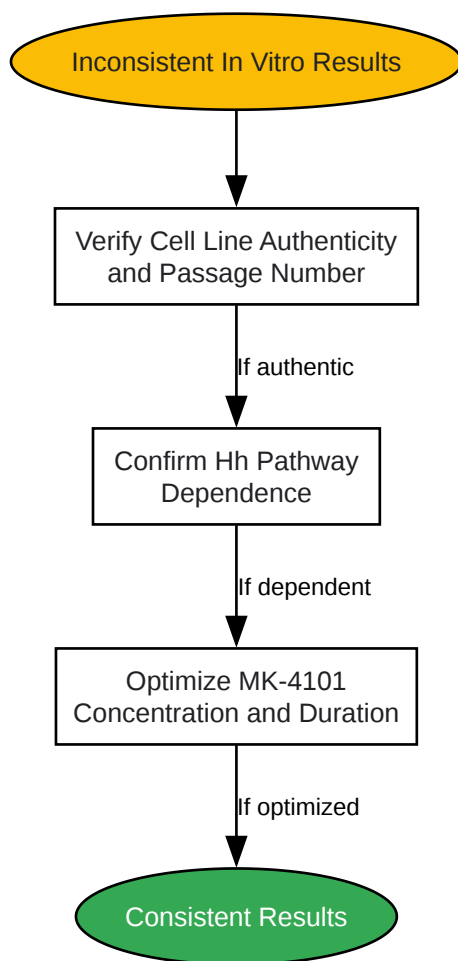 Inconsistent In Vitro Results
Verify Cell Line Authenticity
and Passage Number
If authentic
Confirm Hh Pathway
Dependence
If dependent
Optimize MK-4101
Concentration and Duration
If optimized
Consistent Results